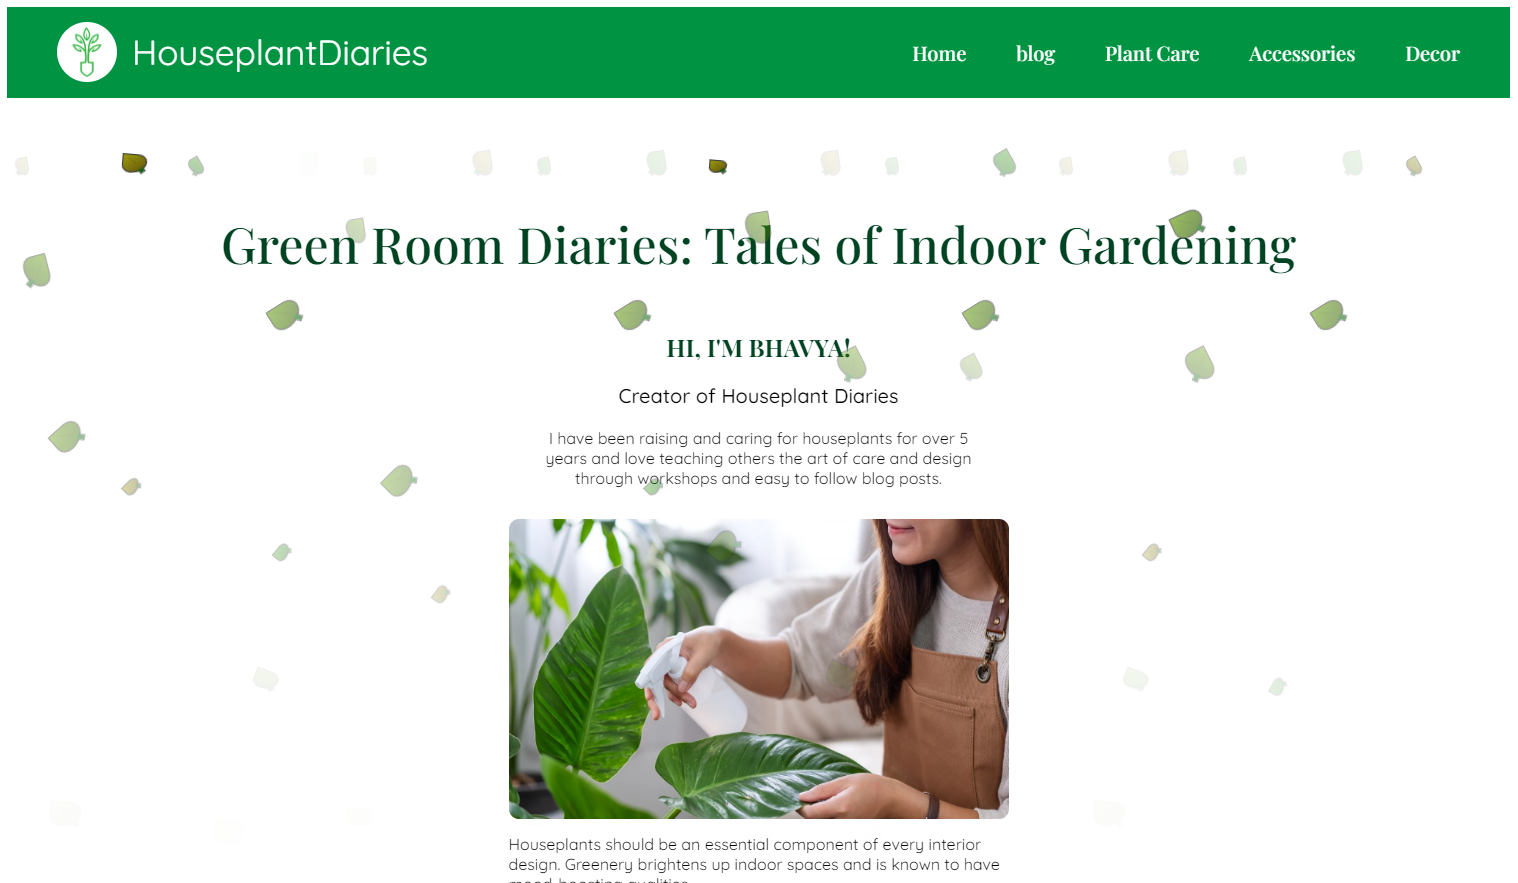 HouseplantDiaries
Home blog Plant Care Accessories Decor
Green Room Diaries: Tales of Indoor Gardening
HI, I'M BHAVYA!
Creator of Houseplant Diaries
I have been raising and caring for houseplants for over 5
years and love teaching others the art of care and design
through workshops and easy to follow blog posts.
Houseplants should be an essential component of every interior
design. Greenery brightens up indoor spaces and is known to have
mood-boosting qualities.